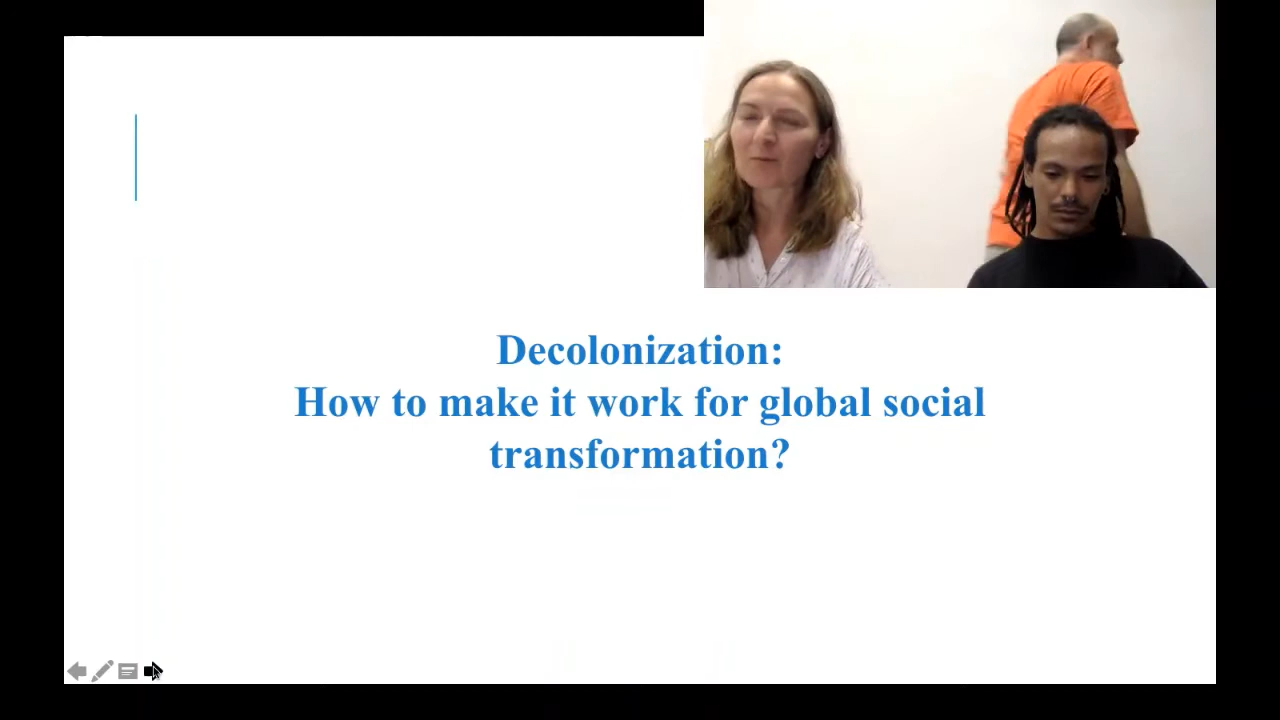 Decolonization:
How to make it work for global social
transformation?